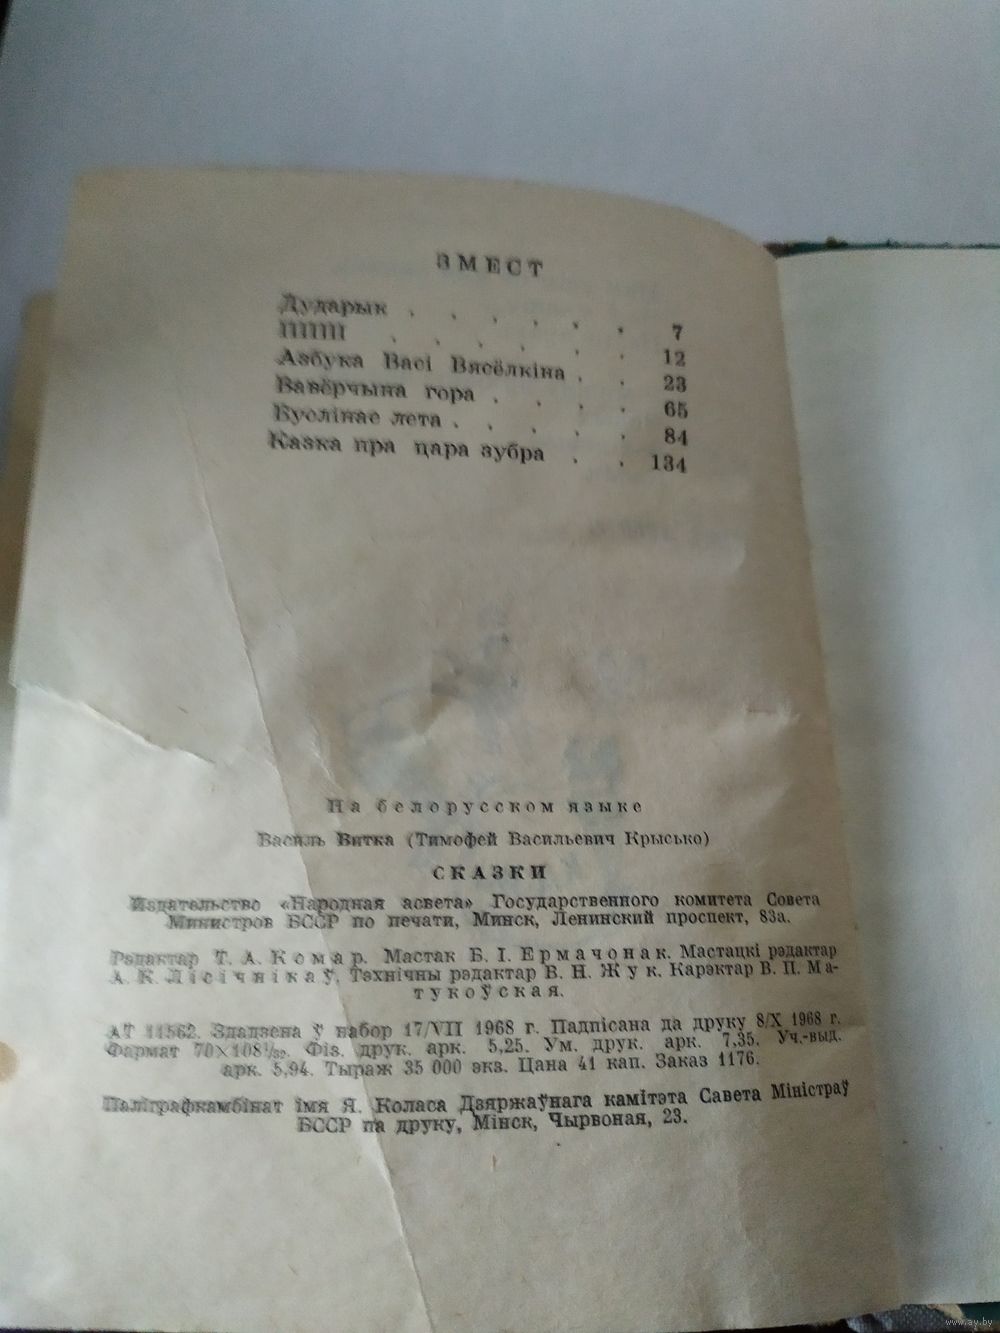 ЗМЕСТ
Дударык . . . . . . 7
. . . . . . 12
Азбука Васі Вясёлкіна . . 23
Вавёрчына гора . . . . 65
Буслінае лета . . . . . 84
Казка пра цара зубра . . 134
На белорусском языке
Василь Витка (Тимофей Васильевич Крысько)
СКАЗКИ
Издательство «Народная асвета» Государственного комитета Совета
Министров БССР по печати, Минск, Ленинский проспект, 83а.
Рэдактар Т. А. Комар. Мастак Б. І. Ермачонак. Мастацкі рэдактар
А. К. Лісічнікаў. Тэхнічны рэдактар В. Н. Жук. Карэктар В. П. Ма-
тукоўская.
АТ 11562. Здадзена ў набор 17/VII 1968 г. Падпісана да друку 8/X 1968 г.
Фармат 70×108¹/₃₂. Фіз. друк. арк. 5,25. Ум. друк. арк. 7,35. Уч.-выд.
арк. 5,94. Тыраж 35 000 экз. Цана 41 кап. Заказ 1176.
Паліграфкамбінат імя Я. Коласа Дзяржаўнага камітэта Савета Міністраў
БССР па друку, Мінск, Чырвоная, 23.
www.ay.by